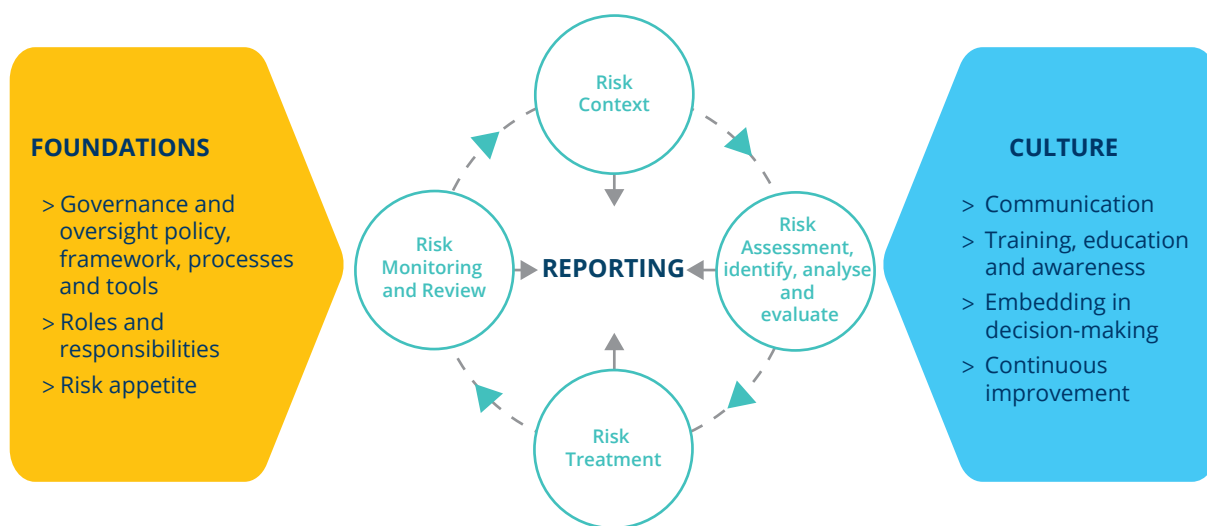 FOUNDATIONS
> Governance and
oversight policy,
framework, processes
and tools
> Roles and
responsibilities
> Risk appetite
Risk
Context
Risk
Monitoring
and Review
REPORTING
Risk
Assessment,
identify, analyse
and
evaluate
Risk
Treatment
CULTURE
> Communication
> Training, education
and awareness
> Embedding in
decision-making
> Continuous
improvement